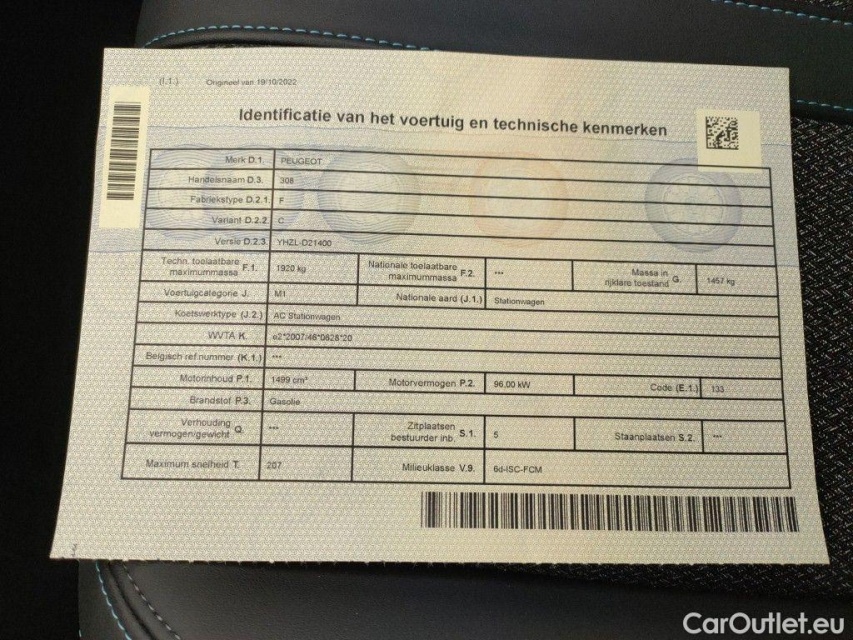 (I.1.) Origineel van 19/10/2022
Identificatie van het voertuig en technische kenmerken
Merk D.1. PEUGEOT
Handelsnaam D.3. 308
Fabriekstype D.2.1. F
Variant D.2.2. C
Versie D.2.3. YHZL-D21400
Techn. toelaatbare maximummassa F.1. 1920 kg Nationale toelaatbare maximummassa F.2. *** Massa in rijklare toestand G. 1457 kg
Voertuigcategorie J. M1 Nationale aard (J.1.) Stationwagen
Koetswerktype (J.2.) AC Stationwagen
WVTA K. e2*2007/46*0628*20
Belgisch ref.nummer (K.1.) ***
Motorinhoud P.1. 1499 cm³ Motorvermogen P.2. 96,00 kW Code (E.1.) 133
Brandstof P.3. Gasolie
Verhouding vermogen/gewicht Q. *** Zitplaatsen bestuurder inb. S.1. 5 Staanplaatsen S.2. ***
Maximum snelheid T. 207 Milieuklasse V.9. 6d-ISC-FCM
CarOutlet.eu